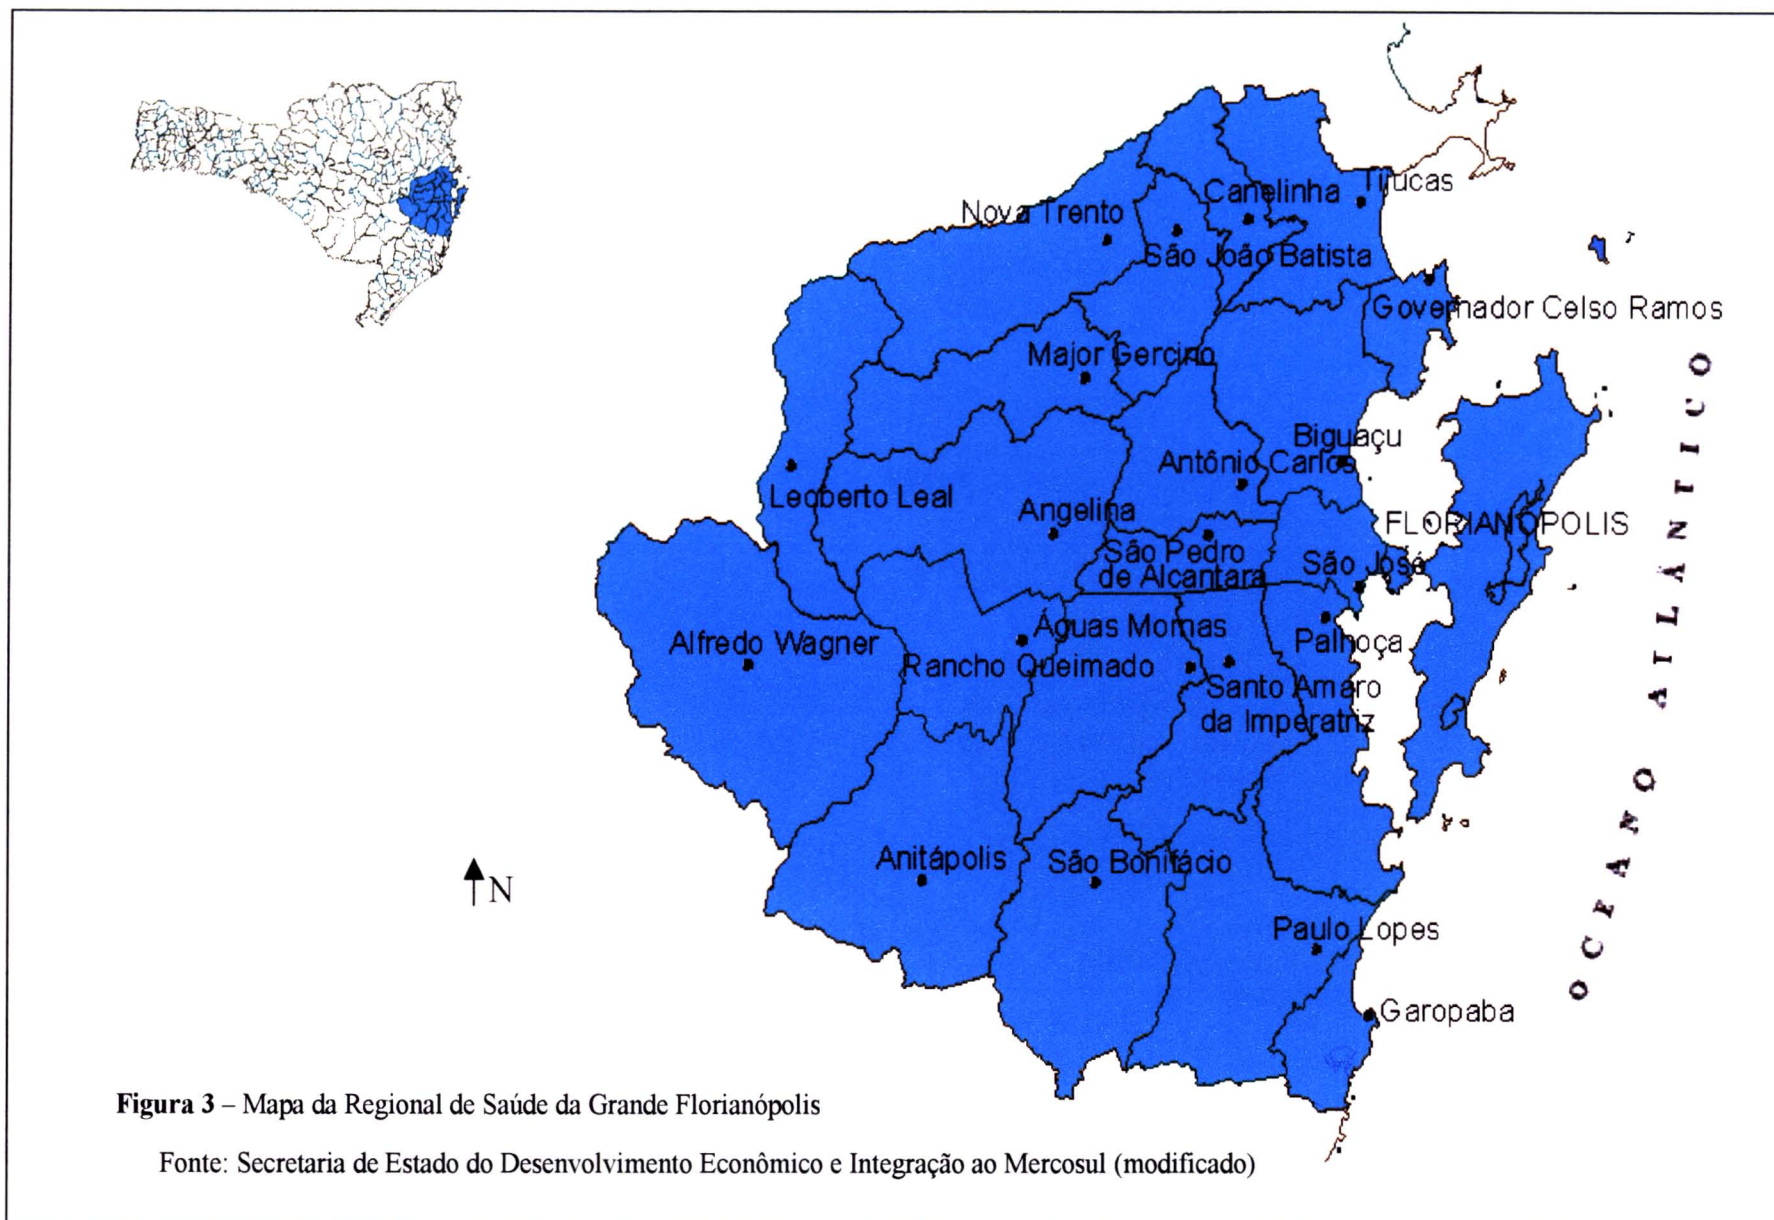 Tijucas
Canelinha
Nova Trento
São João Batista
Governador Celso Ramos
Major Gercino
Biguaçu
Antônio Carlos
Leoberto Leal
Angelina
FLORIANÓPOLIS
São Pedro
de Alcantara
São José
Águas Mornas
Alfredo Wagner
Palhoça
Rancho Queimado
Santo Amaro
da Imperatriz
OCEANO ATLÂNTICO
Anitápolis
São Bonifácio
N
Paulo Lopes
Garopaba
Figura 3 – Mapa da Regional de Saúde da Grande Florianópolis
Fonte: Secretaria de Estado do Desenvolvimento Econômico e Integração ao Mercosul (modificado)